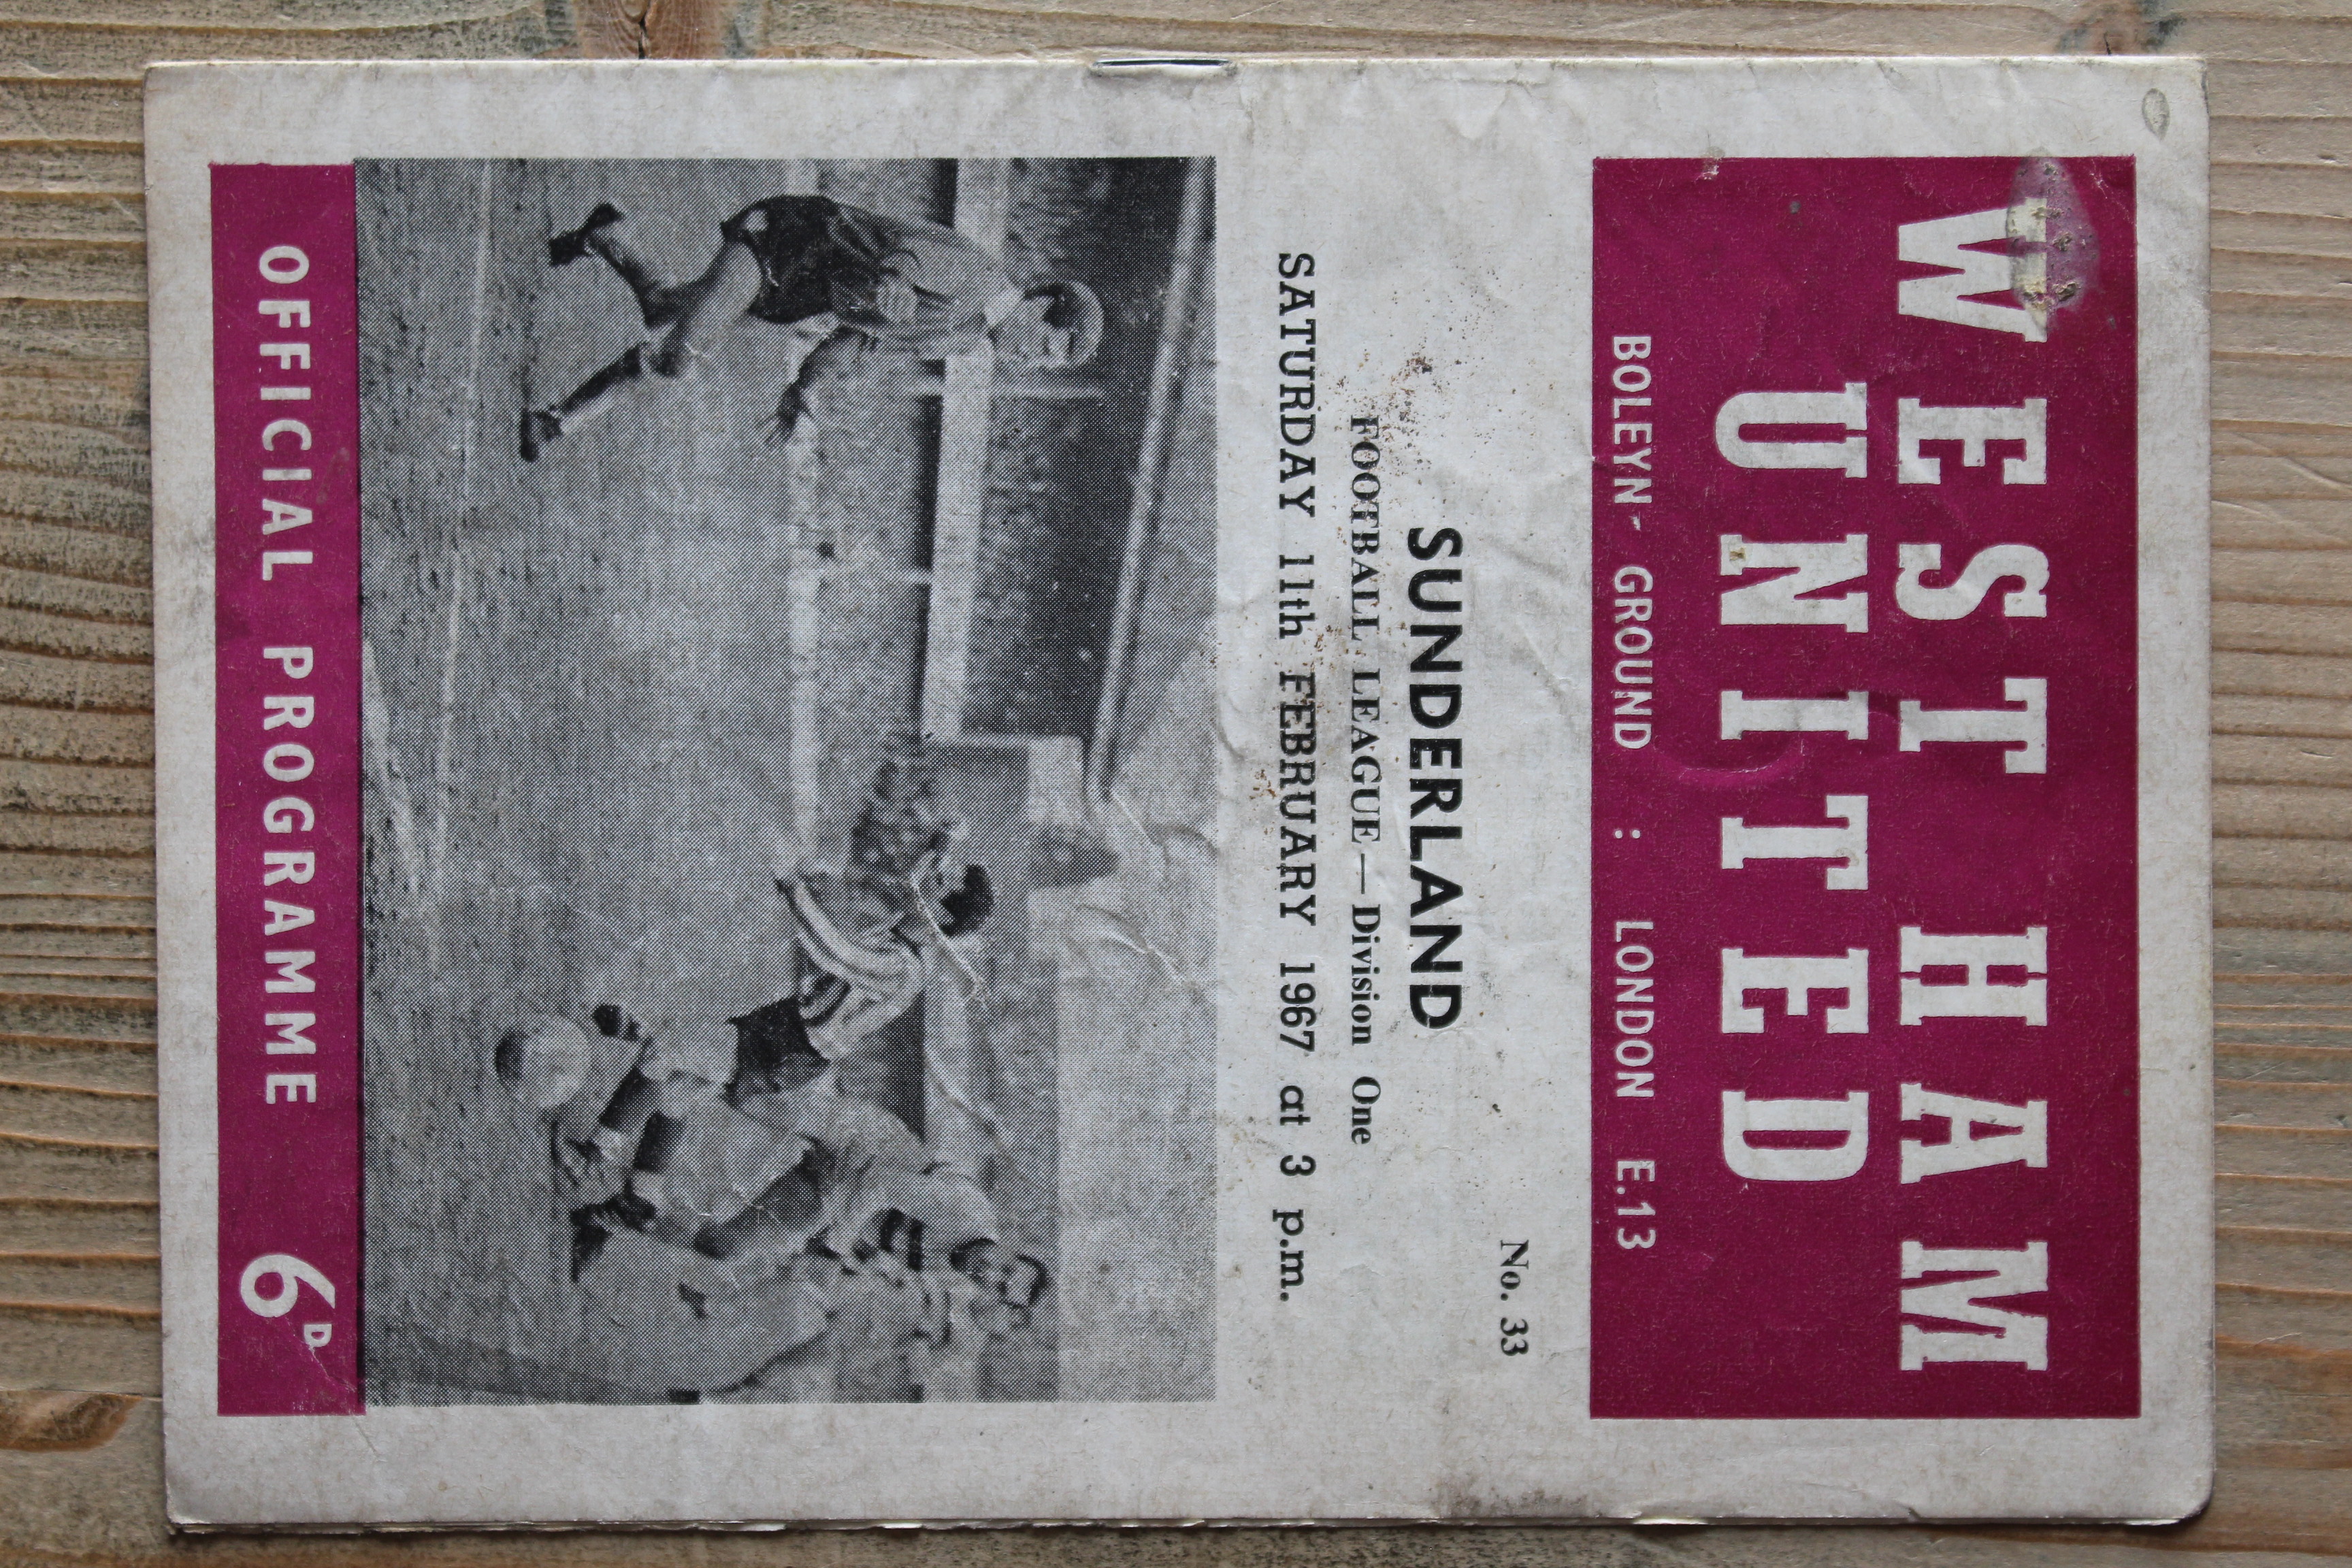 WEST HAM
UNITED
BOLEYN GROUND : LONDON E.13
No. 33
SUNDERLAND
FOOTBALL LEAGUE—Division One
SATURDAY 11th FEBRUARY 1967 at 3 p.m.
OFFICIAL PROGRAMME 6D